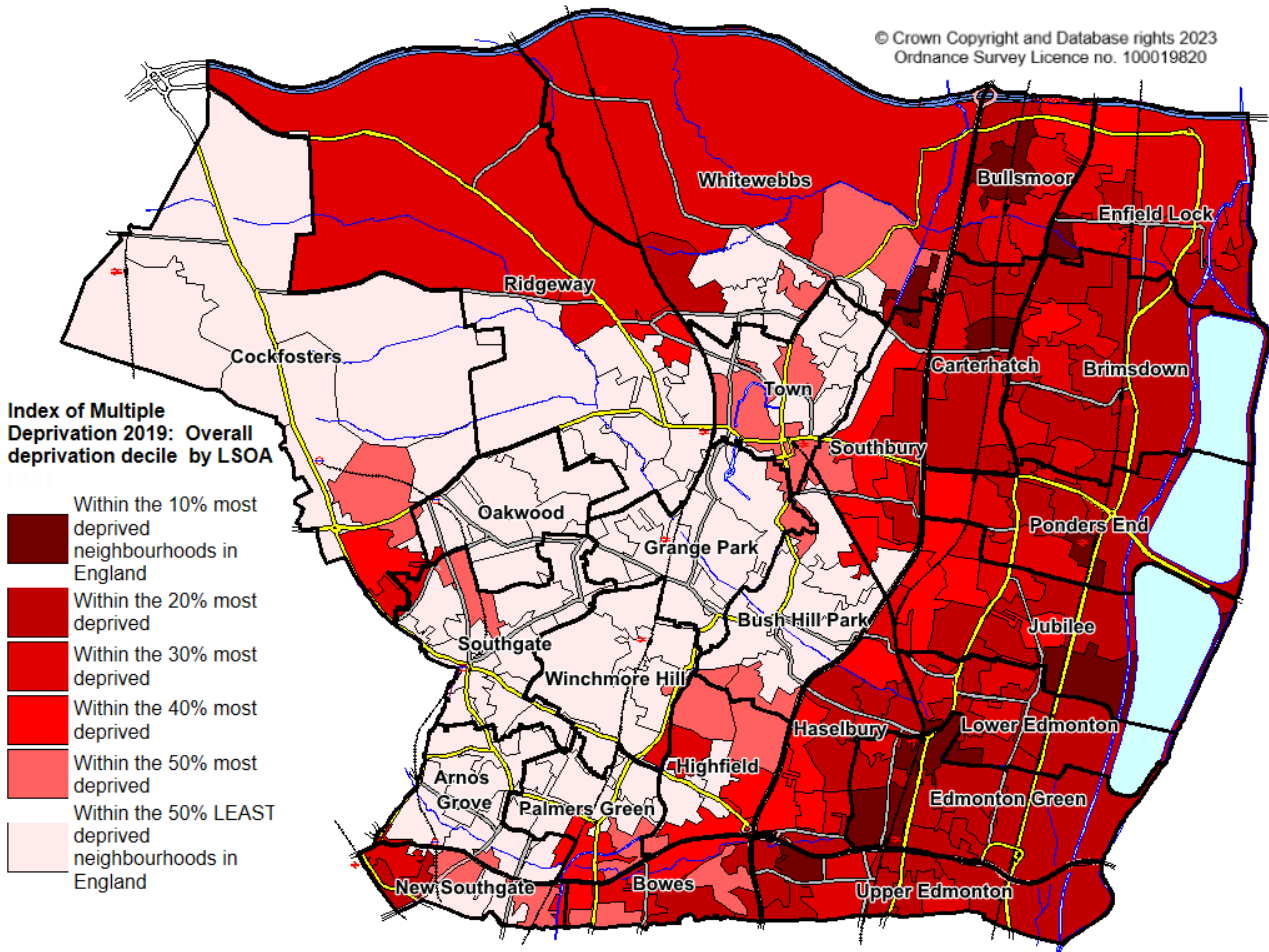 © Crown Copyright and Database rights 2023
Ordnance Survey Licence no. 100019820
Whitewebbs
Bullsmoor
Enfield Lock
Ridgeway
Cockfosters
Carterhatch
Brimsdown
Town
Southbury
Index of Multiple
Deprivation 2019: Overall
deprivation decile by LSOA
Within the 10% most
deprived
neighbourhoods in
England
Within the 20% most
deprived
Within the 30% most
deprived
Within the 40% most
deprived
Within the 50% most
deprived
Within the 50% LEAST
deprived
neighbourhoods in
England
Oakwood
Ponders End
Grange Park
Bush Hill Park
Jubilee
Southgate
Winchmore Hill
Haselbury
Lower Edmonton
Highfield
Arnos
Grove
Palmers Green
Edmonton Green
New Southgate
Bowes
Upper Edmonton